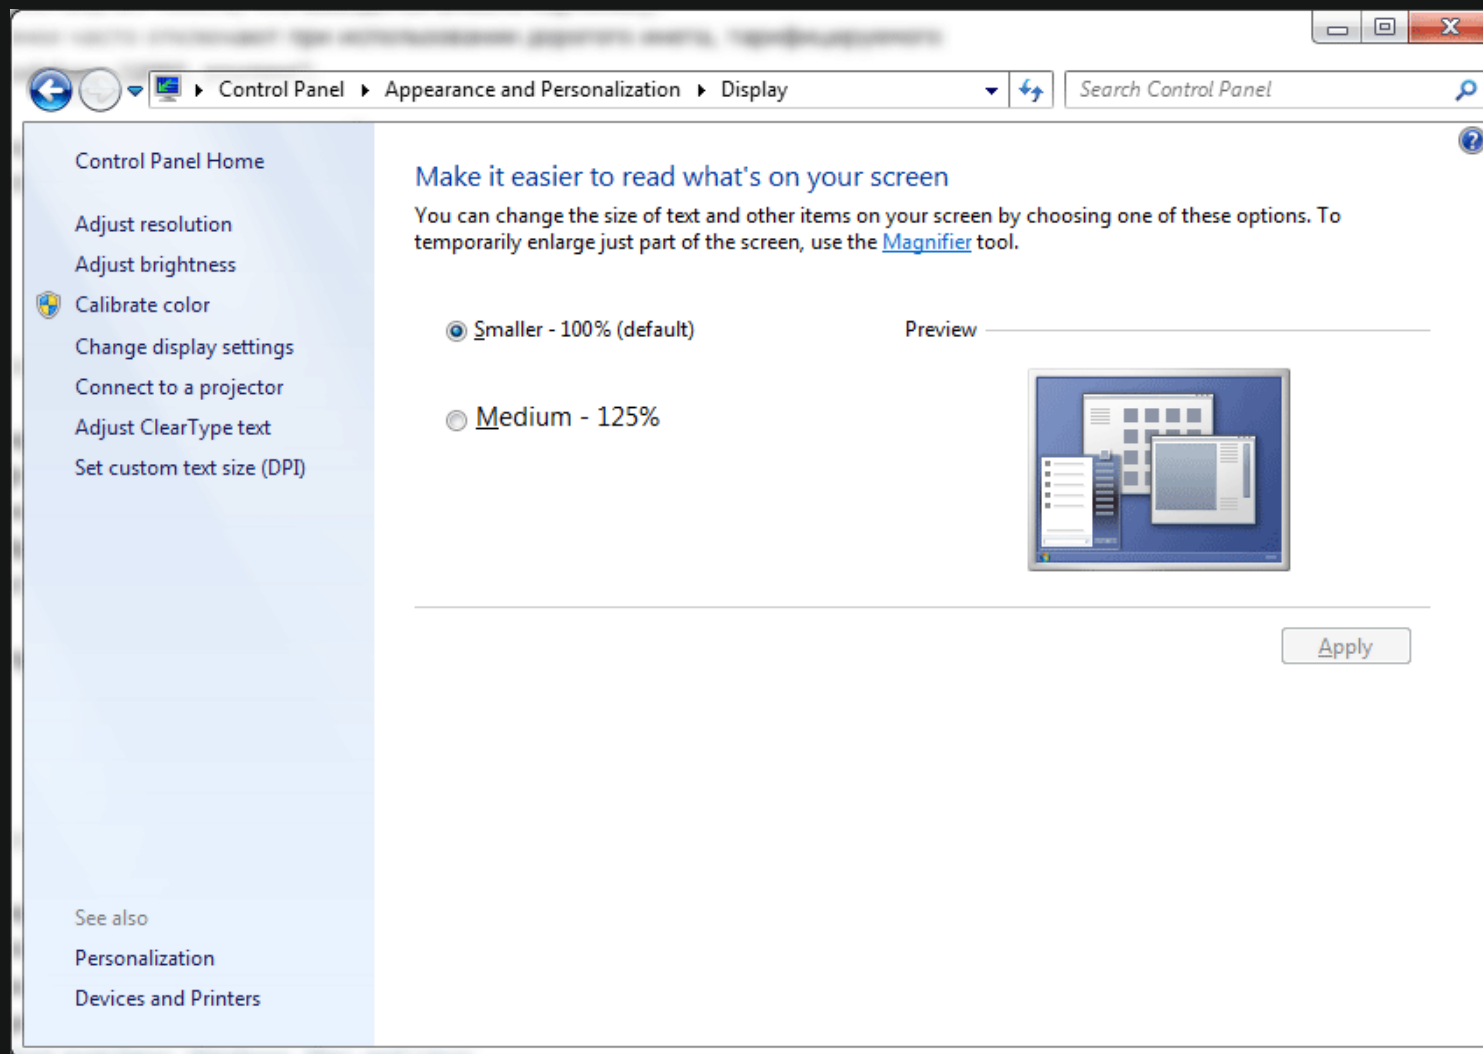 Control Panel Appearance and Personalization Display
Search Control Panel
Control Panel Home
Adjust resolution
Adjust brightness
Calibrate color
Change display settings
Connect to a projector
Adjust ClearType text
Set custom text size (DPI)
See also
Personalization
Devices and Printers
Make it easier to read what's on your screen
You can change the size of text and other items on your screen by choosing one of these options. To
temporarily enlarge just part of the screen, use the Magnifier tool.
Smaller - 100% (default)
Preview
Medium - 125%
Apply